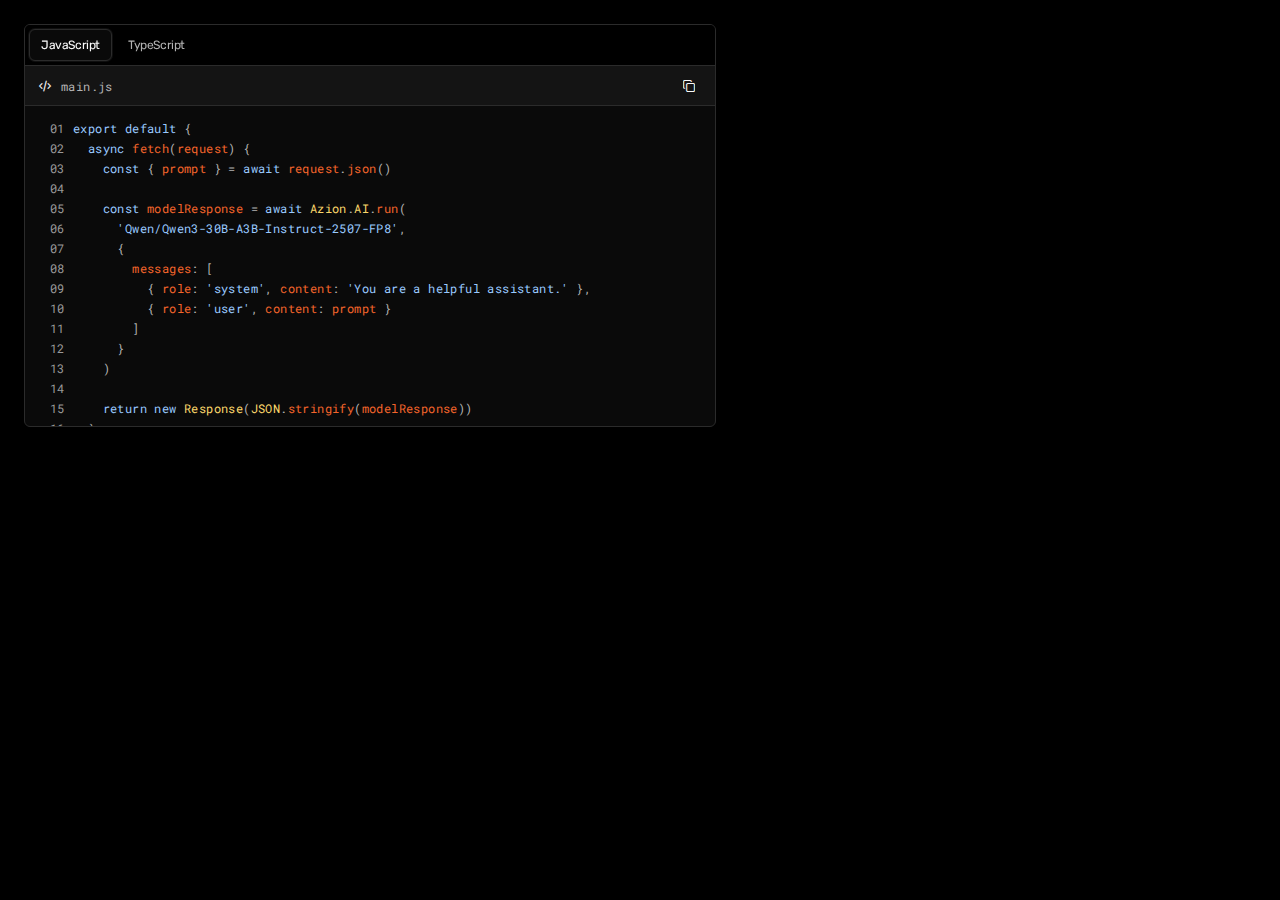 JavaScript TypeScript
main.js
01 export default {
02   async fetch(request) {
03     const { prompt } = await request.json()
04
05     const modelResponse = await Azion.AI.run(
06       'Qwen/Qwen3-30B-A3B-Instruct-2507-FP8',
07       {
08         messages: [
09           { role: 'system', content: 'You are a helpful assistant.' },
10           { role: 'user', content: prompt }
11         ]
12       }
13     )
14
15     return new Response(JSON.stringify(modelResponse))